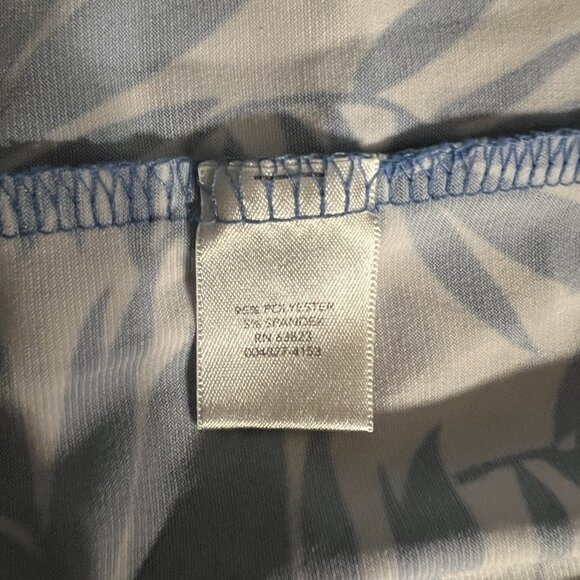 95% POLYESTER
5% SPANDEX
RN 63823
004827-4153